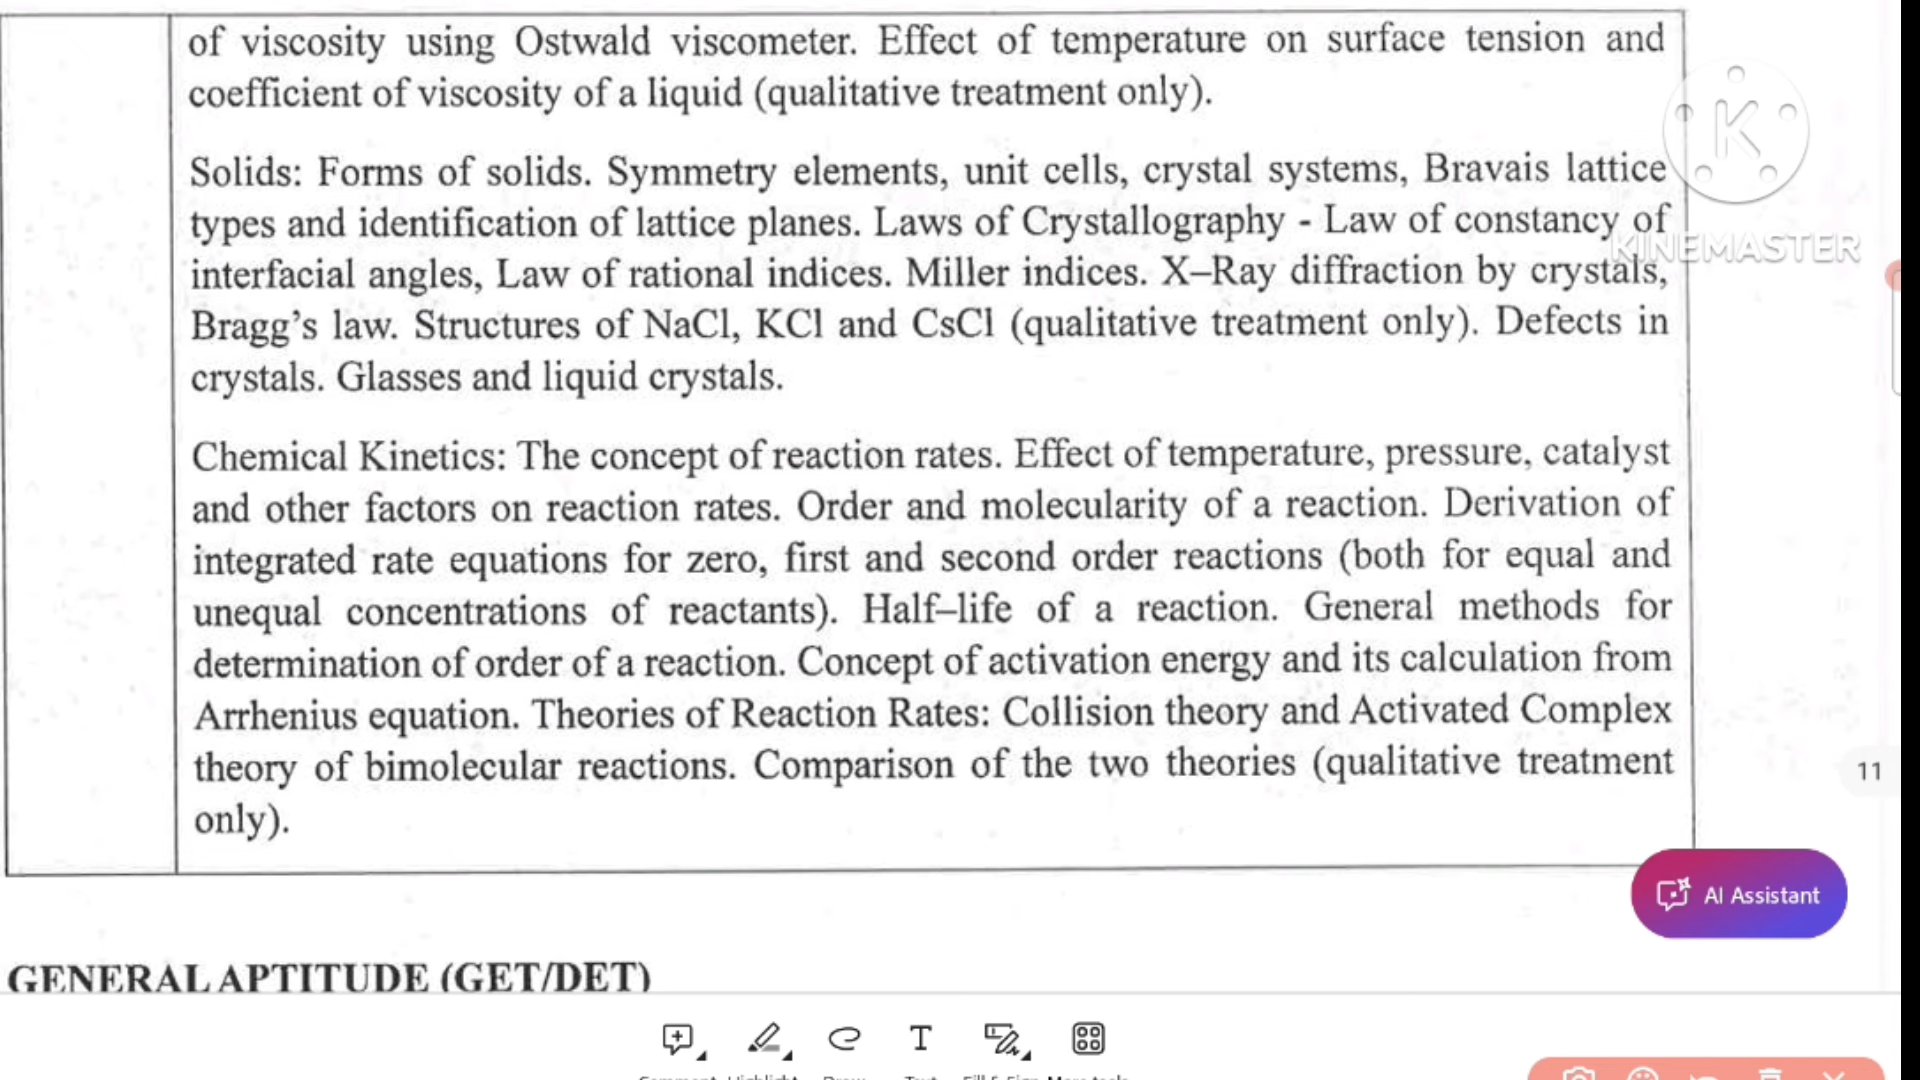 of viscosity using Ostwald viscometer. Effect of temperature on surface tension and
coefficient of viscosity of a liquid (qualitative treatment only).
Solids: Forms of solids. Symmetry elements, unit cells, crystal systems, Bravais lattice
types and identification of lattice planes. Laws of Crystallography - Law of constancy of
interfacial angles, Law of rational indices. Miller indices. X–Ray diffraction by crystals,
Bragg's law. Structures of NaCl, KCl and CsCl (qualitative treatment only). Defects in
crystals. Glasses and liquid crystals.
Chemical Kinetics: The concept of reaction rates. Effect of temperature, pressure, catalyst
and other factors on reaction rates. Order and molecularity of a reaction. Derivation of
integrated rate equations for zero, first and second order reactions (both for equal and
unequal concentrations of reactants). Half–life of a reaction. General methods for
determination of order of a reaction. Concept of activation energy and its calculation from
Arrhenius equation. Theories of Reaction Rates: Collision theory and Activated Complex
theory of bimolecular reactions. Comparison of the two theories (qualitative treatment
only).
K
KINEMASTER
11
AI Assistant
GENERAL APTITUDE (GET/DET)